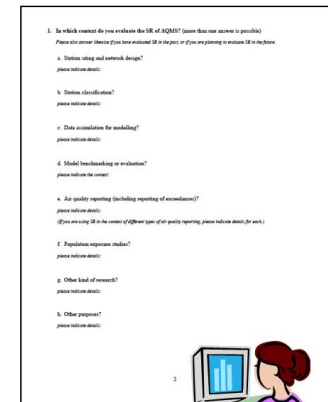 1. In which context do you evaluate the SR of AQMS? (more than one answer is possible)
Please also answer likewise if you have evaluated SR in the past, or if you are planning to evaluate SR in the future.
a. Station siting and network design?
please indicate details:
b. Station classification?
please indicate details:
c. Data assimilation for modelling?
please indicate details:
d. Model benchmarking or evaluation?
please indicate the context:
e. Air quality reporting (including reporting of exceedances)?
please indicate details:
(If you are using SR in the context of different types of air quality reporting, please indicate details for each.)
f. Population exposure studies?
please indicate details:
g. Other kind of research?
please indicate details:
h. Other purposes?
please indicate details:
2